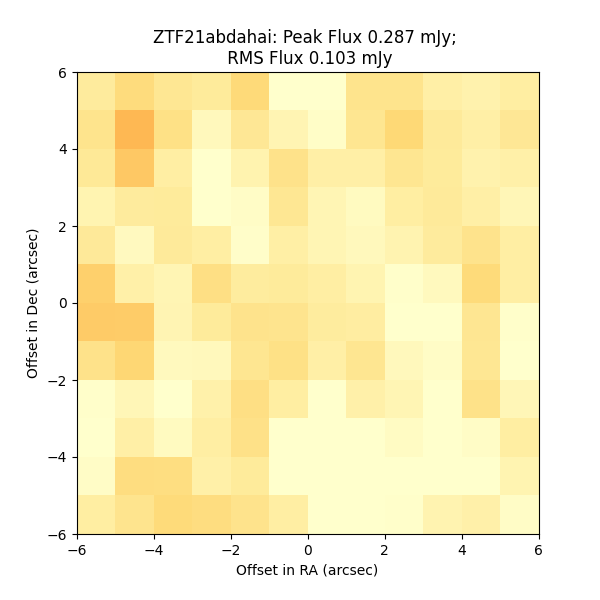 ZTF21abdahai: Peak Flux 0.287 mJy;
RMS Flux 0.103 mJy
6
4
2
0
−2
−4
−6
Offset in Dec (arcsec)
−6 −4 −2 0 2 4 6
Offset in RA (arcsec)